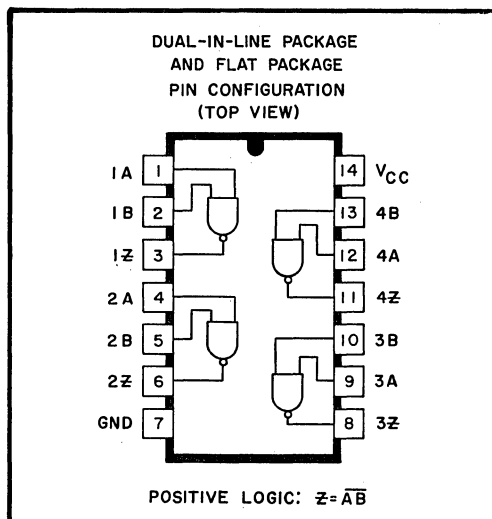 DUAL-IN-LINE PACKAGE
AND FLAT PACKAGE
PIN CONFIGURATION
(TOP VIEW)
1A 1 14 VCC
1B 2 13 4B
1Z 3 12 4A
2A 4 11 4Z
2B 5 10 3B
2Z 6 9 3A
GND 7 8 3Z
POSITIVE LOGIC: Z = A̅B̅